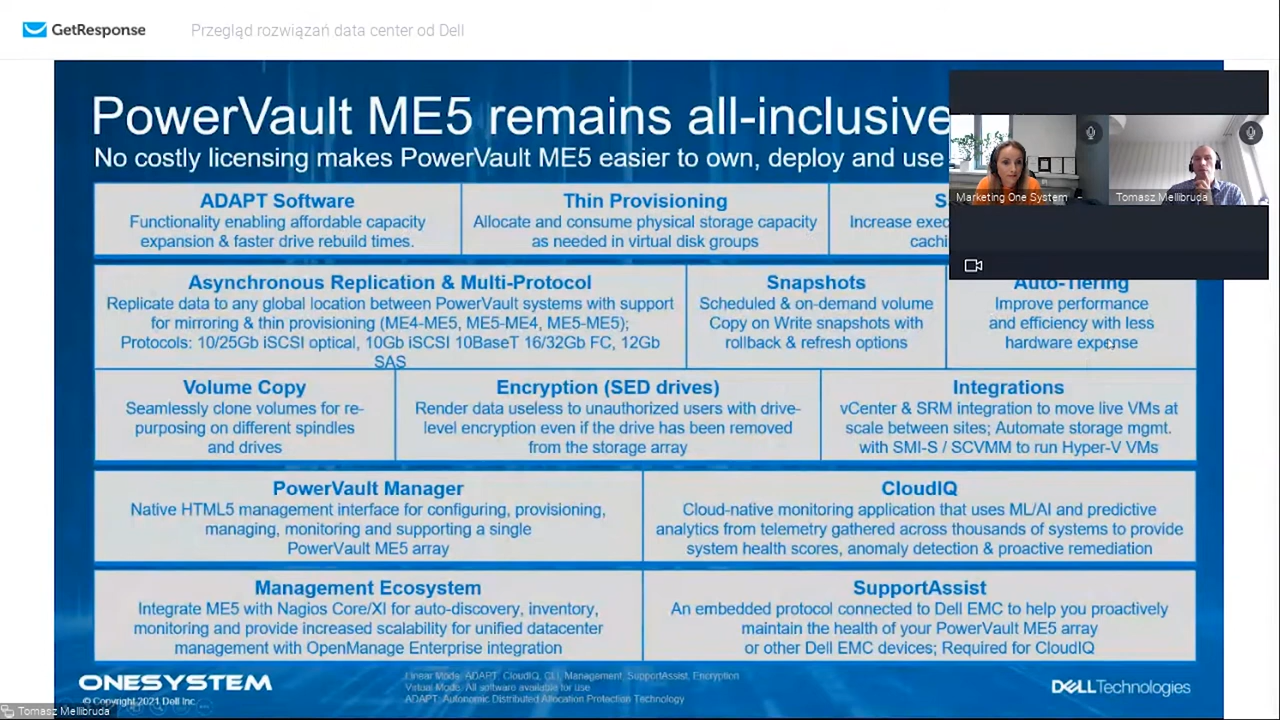 GetResponse
Przegląd rozwiązań data center od Dell
PowerVault ME5 remains all-inclusive
No costly licensing makes PowerVault ME5 easier to own, deploy and use
Marketing One System
Tomasz Mellibruda
ADAPT Software
Functionality enabling affordable capacity
expansion & faster drive rebuild times.
Thin Provisioning
Allocate and consume physical storage capacity
as needed in virtual disk groups
Asynchronous Replication & Multi-Protocol
Replicate data to any global location between PowerVault systems with support
for mirroring & thin provisioning (ME4-ME5, ME5-ME4, ME5-ME5);
Protocols: 10/25Gb iSCSI optical, 10Gb iSCSI 10BaseT 16/32Gb FC, 12Gb
SAS
Snapshots
Scheduled & on-demand volume
Copy on Write snapshots with
rollback & refresh options
Auto-Tiering
Improve performance
and efficiency with less
hardware expense
Volume Copy
Seamlessly clone volumes for re-
purposing on different spindles
and drives
Encryption (SED drives)
Render data useless to unauthorized users with drive-
level encryption even if the drive has been removed
from the storage array
Integrations
vCenter & SRM integration to move live VMs at
scale between sites; Automate storage mgmt.
with SMI-S / SCVMM to run Hyper-V VMs
PowerVault Manager
Native HTML5 management interface for configuring, provisioning,
managing, monitoring and supporting a single
PowerVault ME5 array
CloudIQ
Cloud-native monitoring application that uses ML/AI and predictive
analytics from telemetry gathered across thousands of systems to provide
system health scores, anomaly detection & proactive remediation
Management Ecosystem
Integrate ME5 with Nagios Core/XI for auto-discovery, inventory,
monitoring and provide increased scalability for unified datacenter
management with OpenManage Enterprise integration
SupportAssist
An embedded protocol connected to Dell EMC to help you proactively
maintain the health of your PowerVault ME5 array
or other Dell EMC devices; Required for CloudIQ
ONESYSTEM
© Copyright 2021 Dell Inc.
Linear Mode: ADAPT, CloudIQ, CLI, Management, SupportAssist, Encryption
Virtual Mode: All software available for use
ADAPT: Autonomic Distributed Allocation Protection Technology
DELLTechnologies
Tomasz Mellibruda